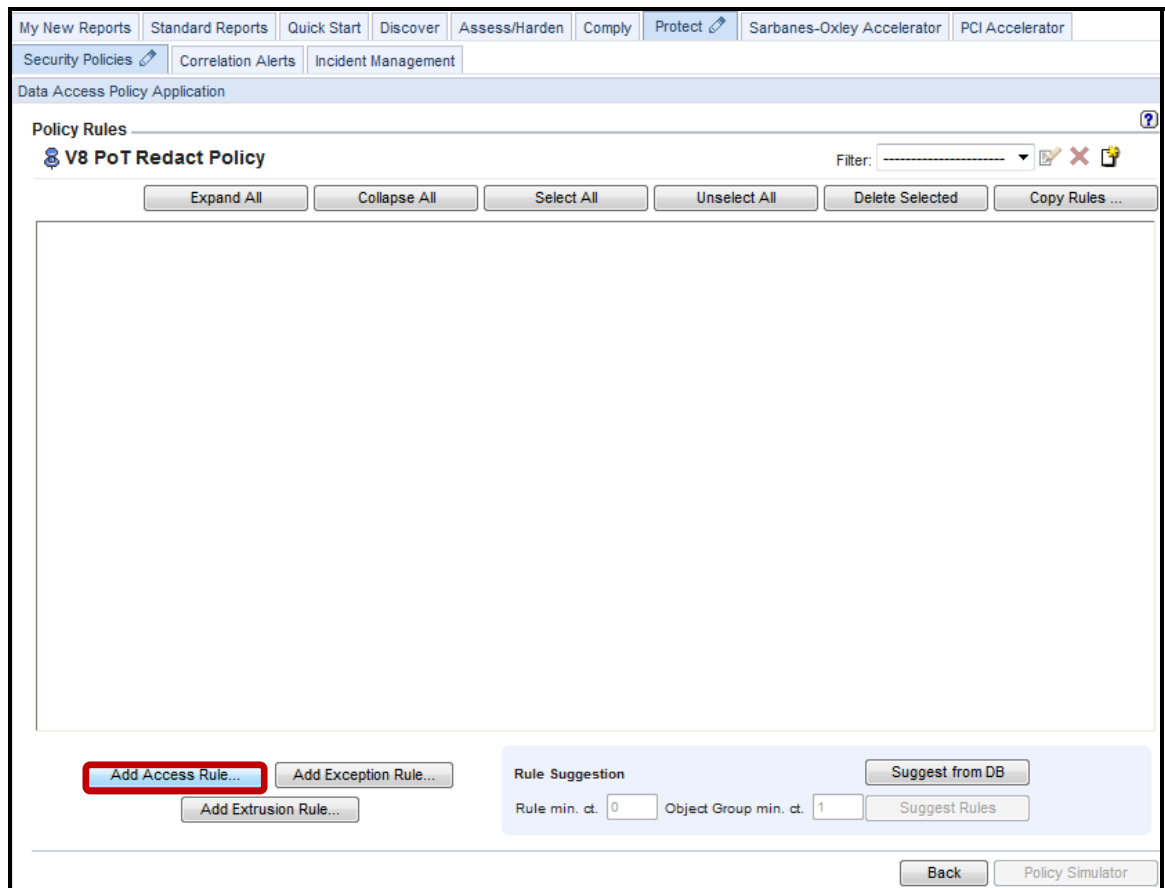 My New Reports Standard Reports Quick Start Discover Assess/Harden Comply Protect Sarbanes-Oxley Accelerator PCI Accelerator
Security Policies Correlation Alerts Incident Management
Data Access Policy Application
Policy Rules ?
V8 PoT Redact Policy Filter: ----------------------
Expand All Collapse All Select All Unselect All Delete Selected Copy Rules ...
Add Access Rule... Add Exception Rule... Rule Suggestion Suggest from DB
Add Extrusion Rule... Rule min. ct. 0 Object Group min. ct. 1 Suggest Rules
Back Policy Simulator